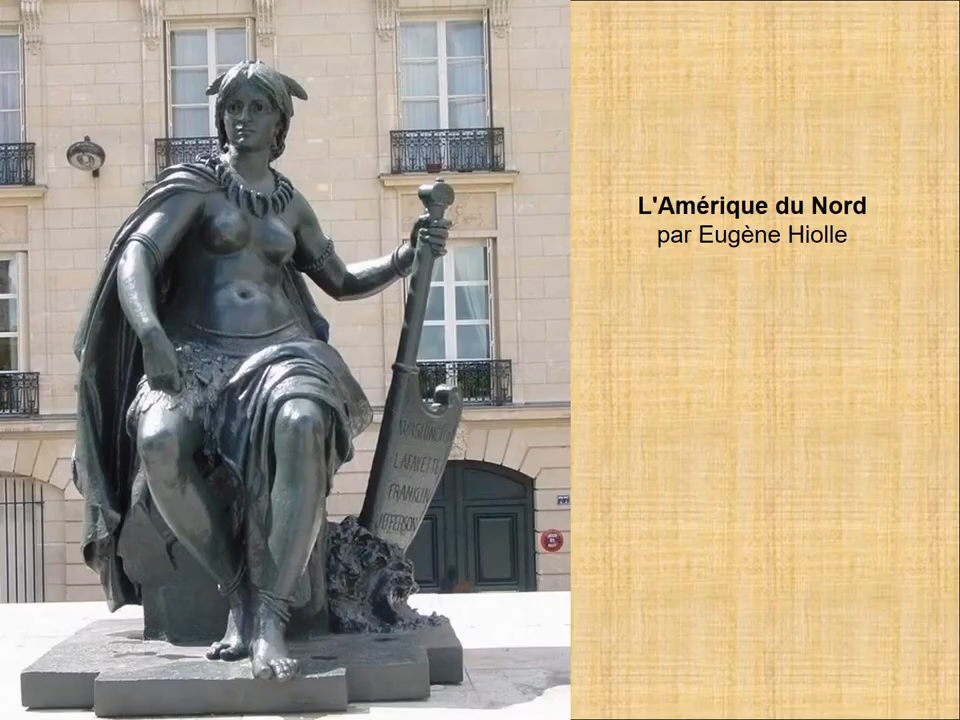 L'Amérique du Nord
par Eugène Hiolle
WASHINGTON
LAFAYETTE
FRANKLIN
JEFFERSON